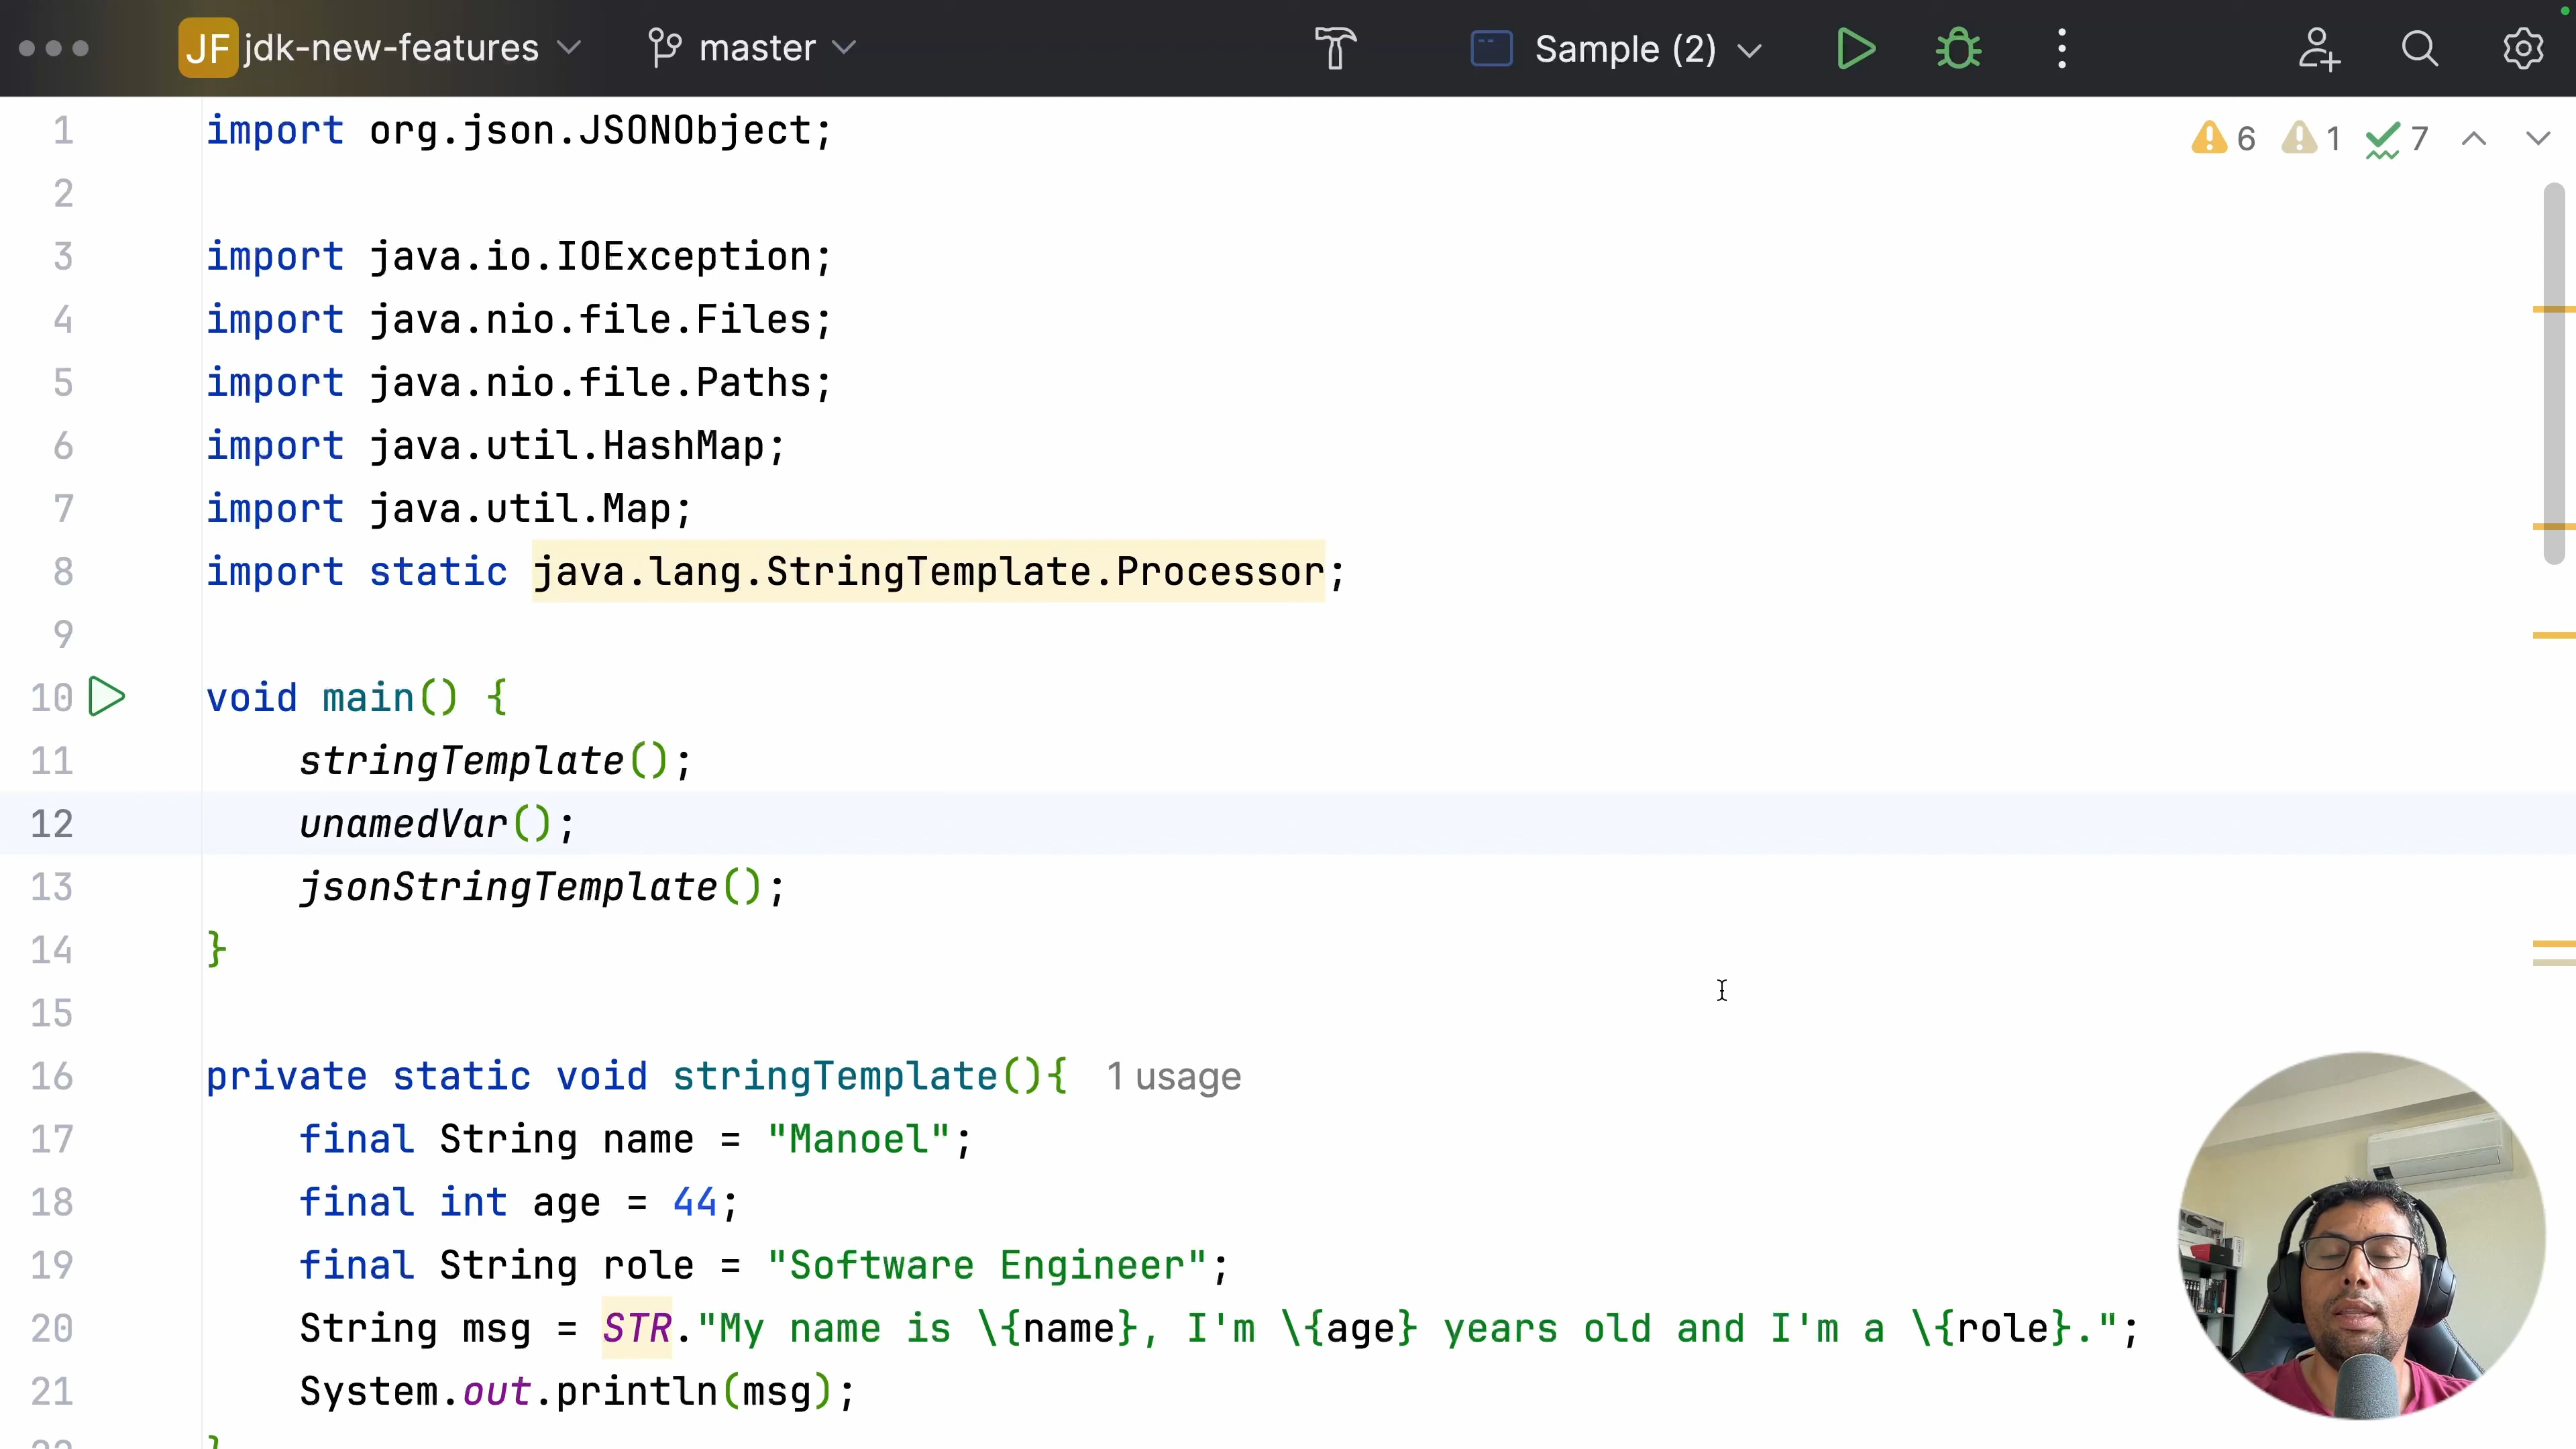 JF jdk-new-features master Sample (2)
6 1 7
1 import org.json.JSONObject;
2
3 import java.io.IOException;
4 import java.nio.file.Files;
5 import java.nio.file.Paths;
6 import java.util.HashMap;
7 import java.util.Map;
8 import static java.lang.StringTemplate.Processor;
9
10 void main() {
11 stringTemplate();
12 unamedVar();
13 jsonStringTemplate();
14 }
15
16 private static void stringTemplate(){ 1 usage
17 final String name = "Manoel";
18 final int age = 44;
19 final String role = "Software Engineer";
20 String msg = STR."My name is \{name}, I'm \{age} years old and I'm a \{role}.";
21 System.out.println(msg);